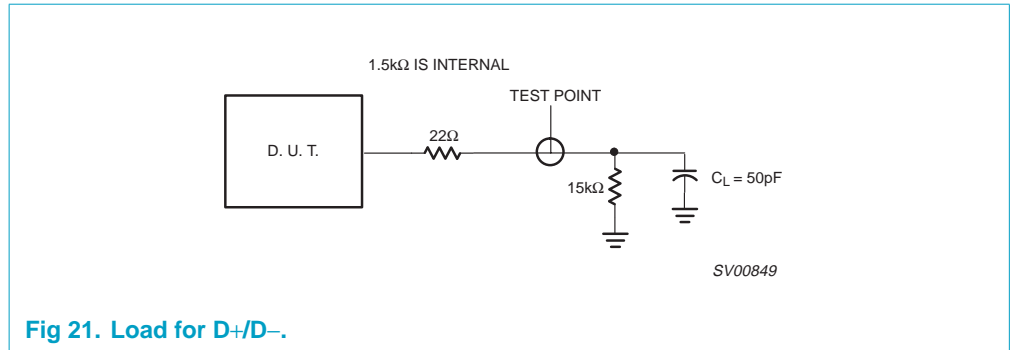 1.5kΩ IS INTERNAL
TEST POINT
D. U. T.
22Ω
15kΩ
CL = 50pF
SV00849
Fig 21. Load for D+/D−.